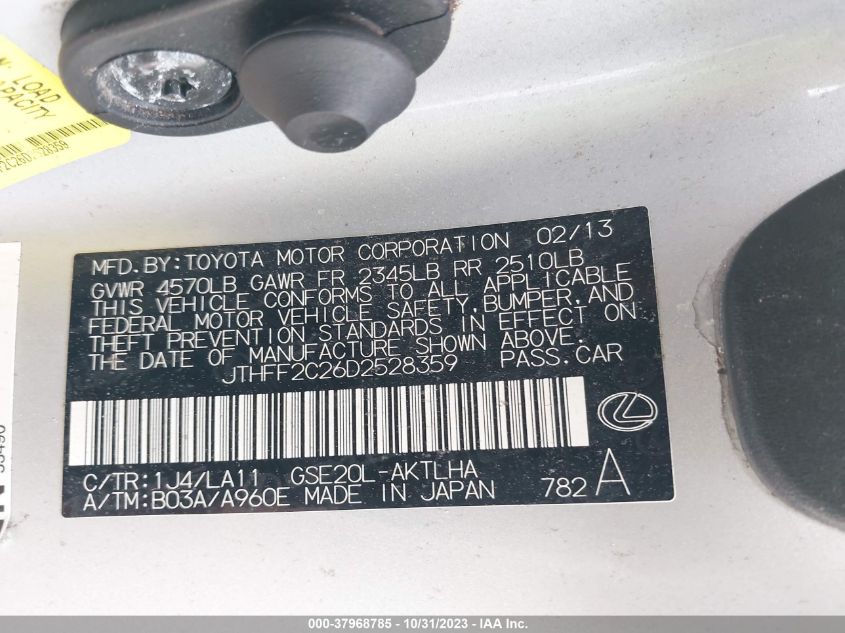 N LOAD
CAPACITY
MFD. BY: TOYOTA MOTOR CORPORATION 02/13
GVWR 4570LB GAWR FR 2345LB RR 2510LB
THIS VEHICLE CONFORMS TO ALL APPLICABLE
FEDERAL MOTOR VEHICLE SAFETY, BUMPER, AND
THEFT PREVENTION STANDARDS IN EFFECT ON
THE DATE OF MANUFACTURE SHOWN ABOVE.
JTHFF2C26D2528359 PASS. CAR
C/TR: 1J4/LA11 GSE20L-AKTLHA
A/TM: B03A/A960E MADE IN JAPAN 782 A
000-37968785 - 10/31/2023 - IAA Inc.